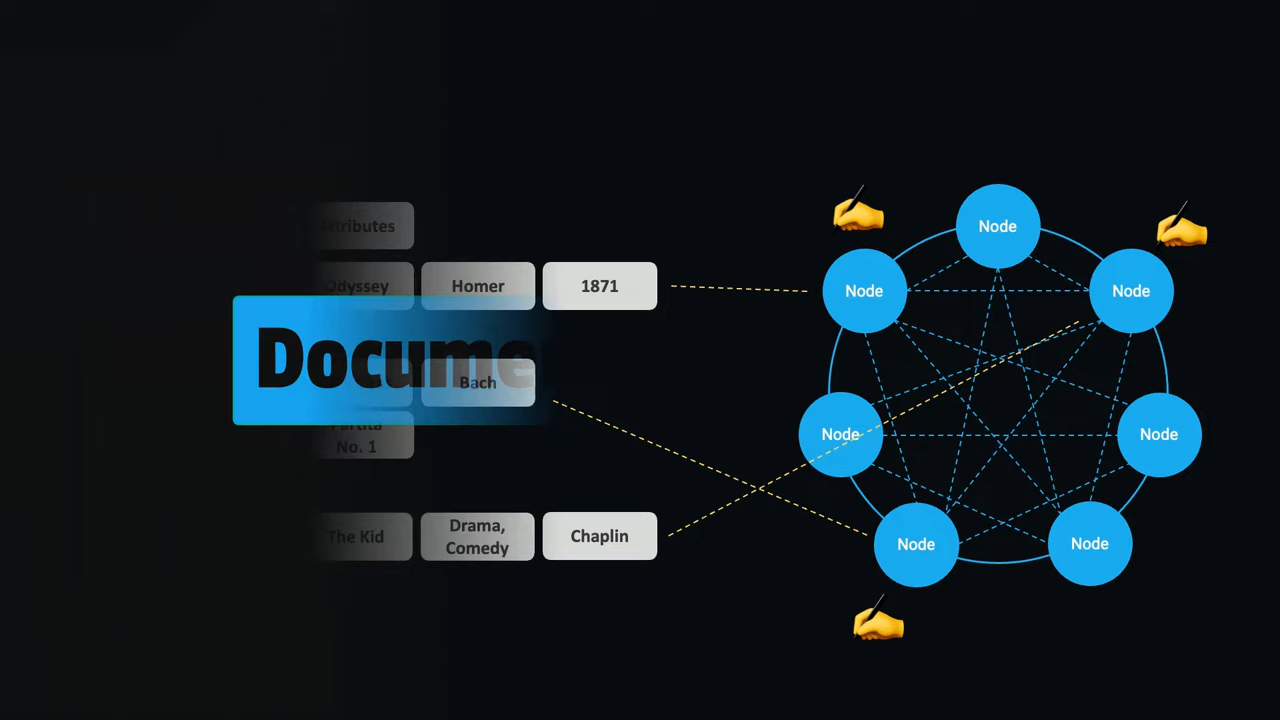 Attributes
Odyssey
Homer
1871
Docume
Bach
Partita
No. 1
The Kid
Drama,
Comedy
Chaplin
Node
Node
Node
Node
Node
Node
Node